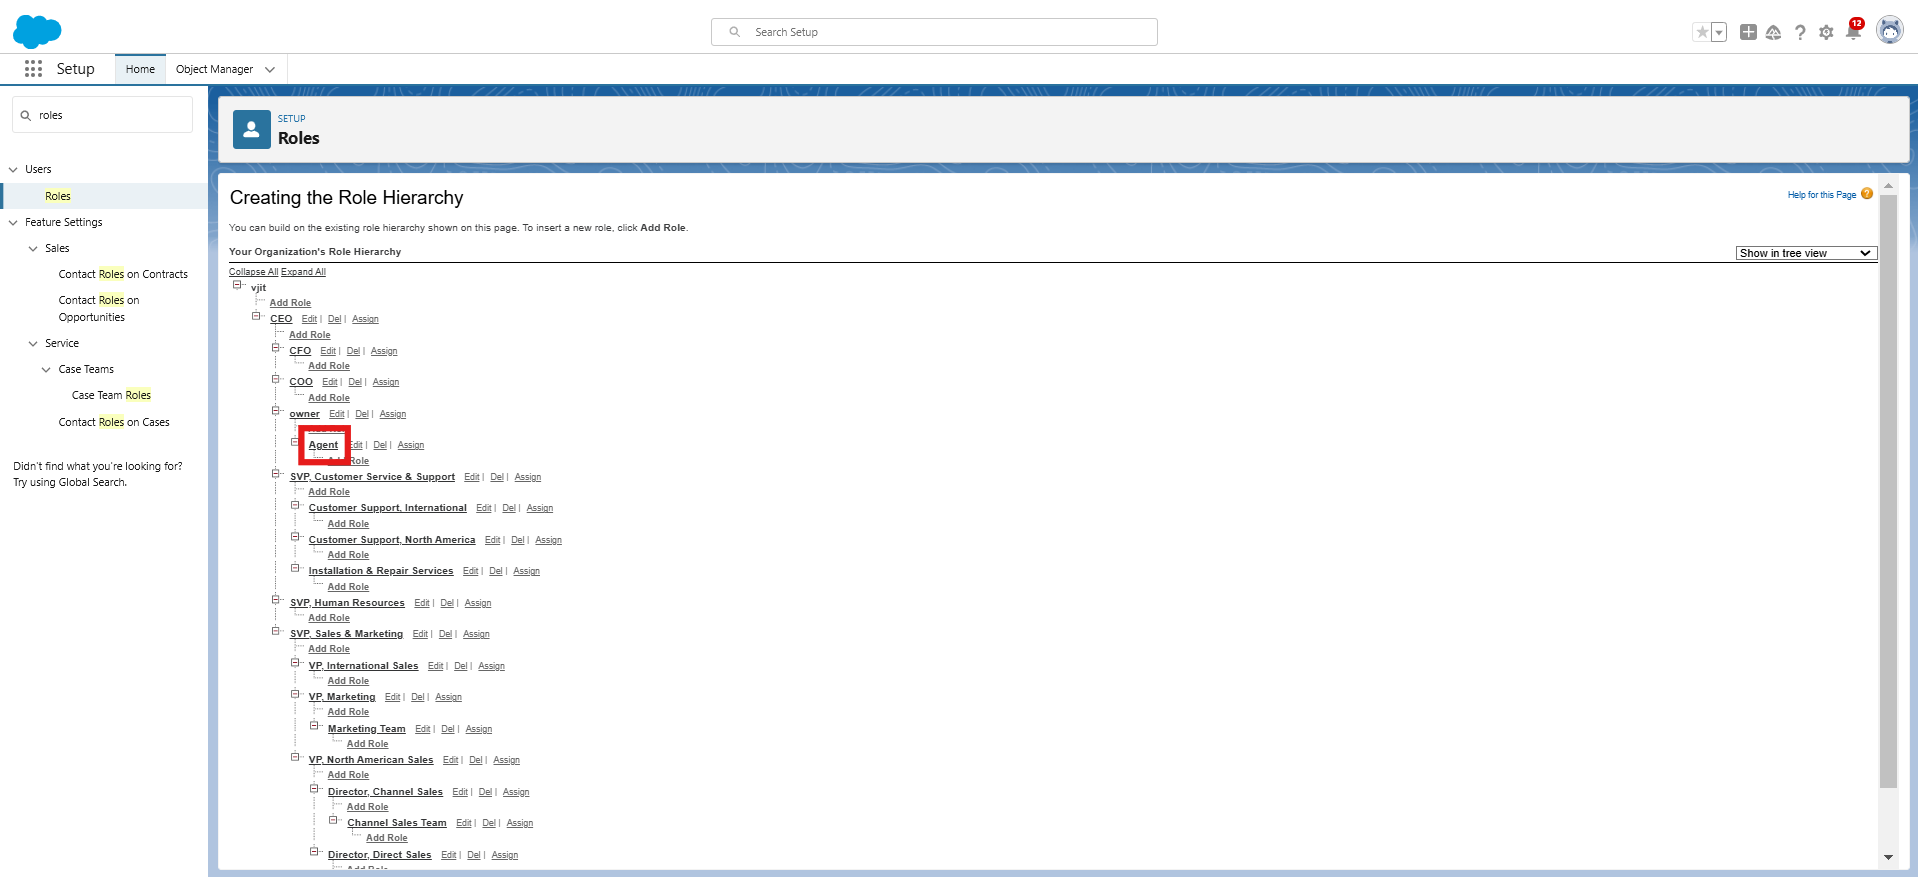 Search Setup
12
Setup
Home
Object Manager
roles
Users
Roles
Feature Settings
Sales
Contact Roles on Contracts
Contact Roles on
Opportunities
Service
Case Teams
Case Team Roles
Contact Roles on Cases
Didn't find what you're looking for?
Try using Global Search.
SETUP
Roles
Creating the Role Hierarchy
Help for this Page ?
You can build on the existing role hierarchy shown on this page. To insert a new role, click Add Role.
Your Organization's Role Hierarchy
Show in tree view
Collapse All Expand All
vjit
Add Role
CEO Edit | Del | Assign
Add Role
CFO Edit | Del | Assign
Add Role
COO Edit | Del | Assign
Add Role
owner Edit | Del | Assign
Agent Edit | Del | Assign
Add Role
SVP, Customer Service & Support Edit | Del | Assign
Add Role
Customer Support, International Edit | Del | Assign
Add Role
Customer Support, North America Edit | Del | Assign
Add Role
Installation & Repair Services Edit | Del | Assign
Add Role
SVP, Human Resources Edit | Del | Assign
Add Role
SVP, Sales & Marketing Edit | Del | Assign
Add Role
VP, International Sales Edit | Del | Assign
Add Role
VP, Marketing Edit | Del | Assign
Add Role
Marketing Team Edit | Del | Assign
Add Role
VP, North American Sales Edit | Del | Assign
Add Role
Director, Channel Sales Edit | Del | Assign
Add Role
Channel Sales Team Edit | Del | Assign
Add Role
Director, Direct Sales Edit | Del | Assign